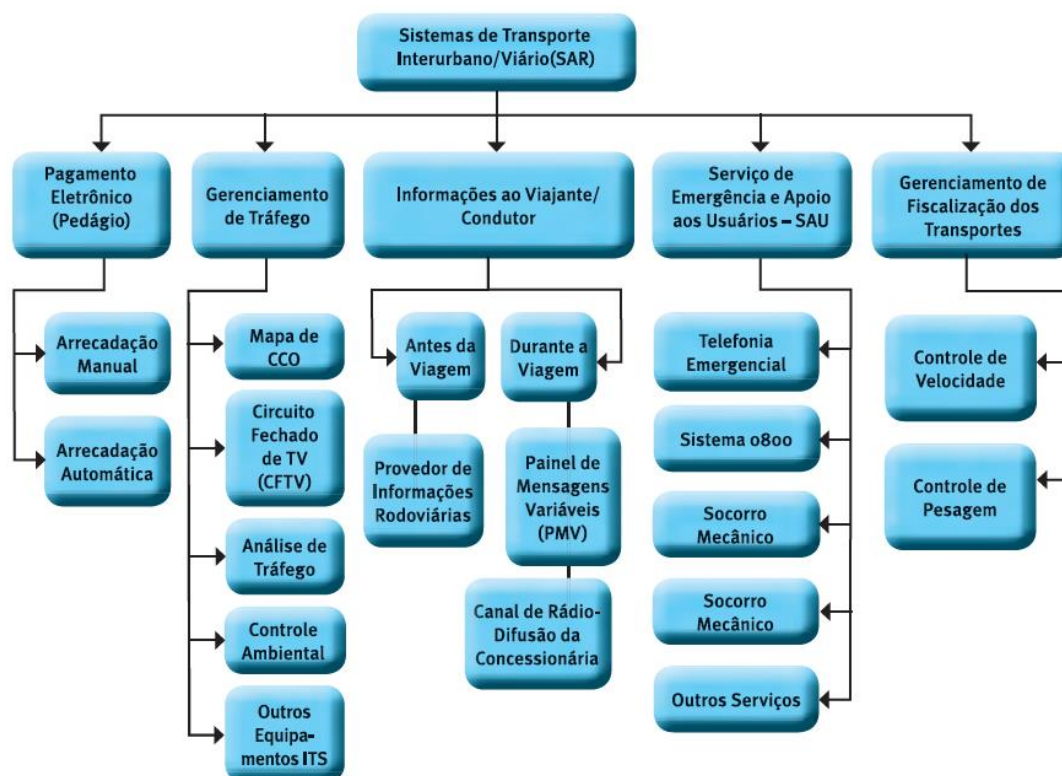 Sistemas de Transporte
Interurbano/Viário(SAR)
Pagamento
Eletrônico
(Pedágio)
Gerenciamento
de Tráfego
Informações ao Viajante/
Condutor
Serviço de
Emergência e Apoio
aos Usuários – SAU
Gerenciamento de
Fiscalização dos
Transportes
Arrecadação
Manual
Arrecadação
Automática
Mapa de
CCO
Circuito
Fechado
de TV
(CFTV)
Análise de
Tráfego
Controle
Ambiental
Outros
Equipa-
mentos ITS
Antes da
Viagem
Provedor de
Informações
Rodoviárias
Durante a
Viagem
Painel de
Mensagens
Variáveis
(PMV)
Canal de Rádio-
Difusão da
Concessionária
Telefonia
Emergencial
Sistema 0800
Socorro
Mecânico
Socorro
Mecânico
Outros Serviços
Controle de
Velocidade
Controle de
Pesagem